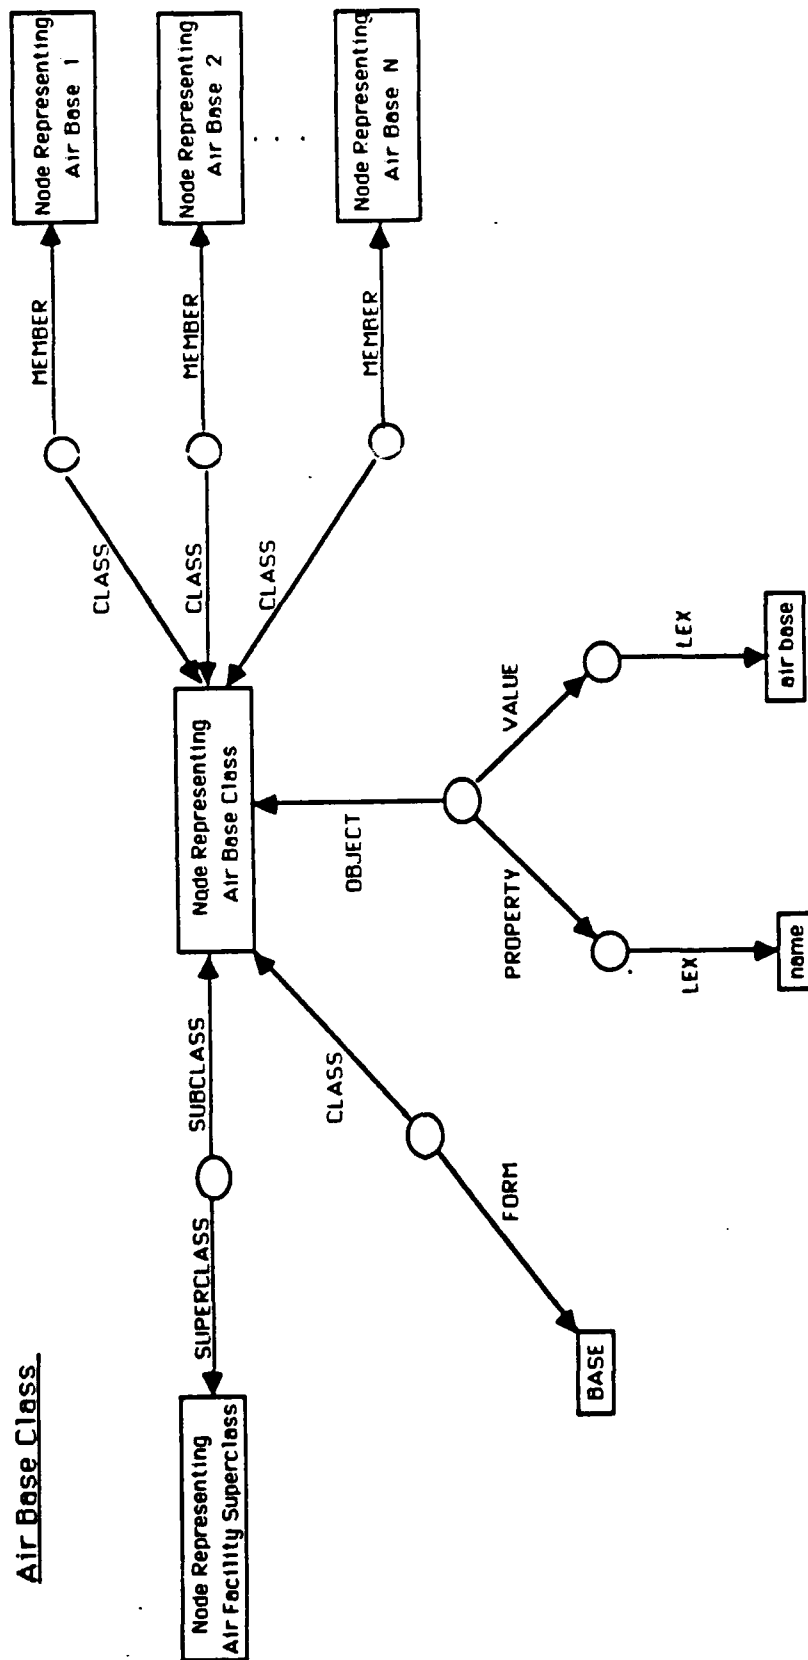 Air Base Class
Node Representing
Air Facility Superclass
SUPERCLASS
SUBCLASS
Node Representing
Air Base Class
CLASS
MEMBER
Node Representing
Air Base 1
CLASS
MEMBER
Node Representing
Air Base 2
. . .
CLASS
MEMBER
Node Representing
Air Base N
CLASS
FORM
BASE
OBJECT
PROPERTY
VALUE
LEX
name
LEX
air base